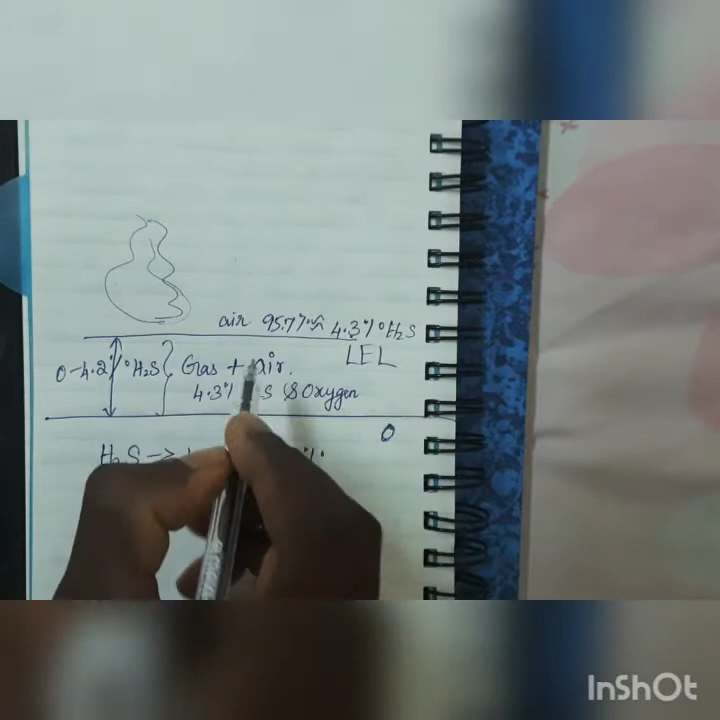 air 95.7% 4.3% H₂S
LEL
0-4.2% H₂S { Gas + Air.
4.3% S Oxygen
0
H₂S → %
InShOt